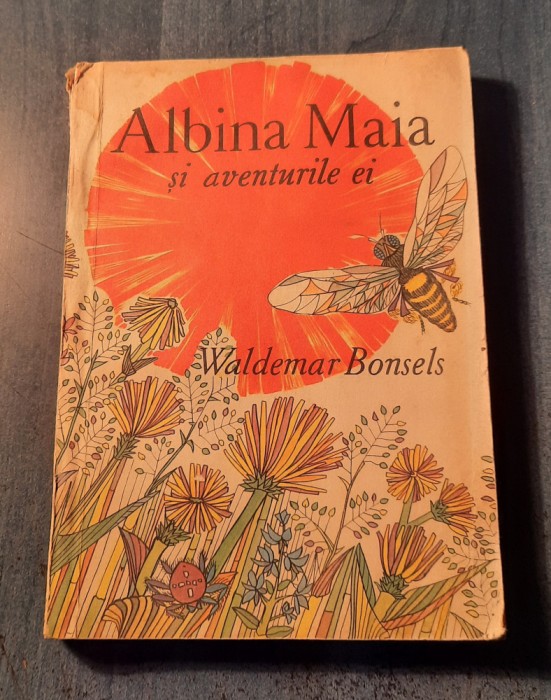 Albina Maia
și aventurile ei
Waldemar Bonsels